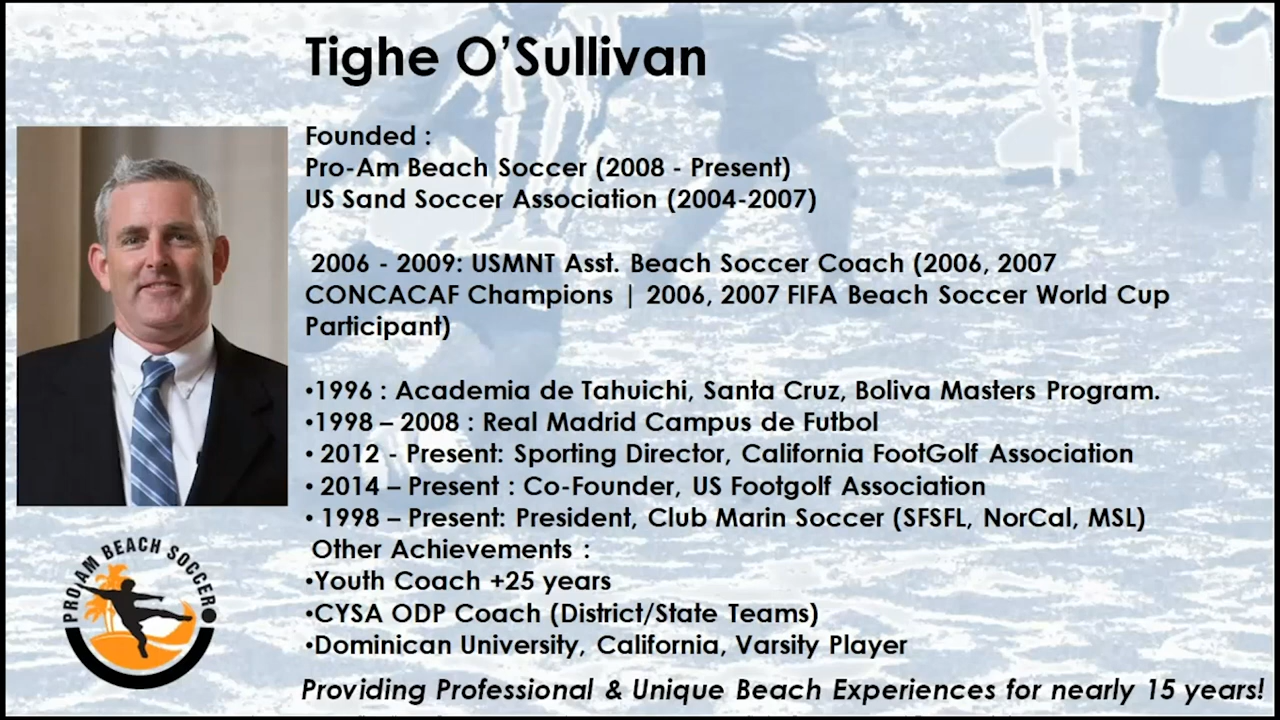 Tighe O’Sullivan
Founded :
Pro-Am Beach Soccer (2008 - Present)
US Sand Soccer Association (2004-2007)
2006 - 2009: USMNT Asst. Beach Soccer Coach (2006, 2007
CONCACAF Champions | 2006, 2007 FIFA Beach Soccer World Cup
Participant)
•1996 : Academia de Tahuichi, Santa Cruz, Boliva Masters Program.
•1998 – 2008 : Real Madrid Campus de Futbol
• 2012 - Present: Sporting Director, California FootGolf Association
• 2014 – Present : Co-Founder, US Footgolf Association
• 1998 – Present: President, Club Marin Soccer (SFSFL, NorCal, MSL)
Other Achievements :
•Youth Coach +25 years
•CYSA ODP Coach (District/State Teams)
•Dominican University, California, Varsity Player
PRO AM BEACH SOCCER
Providing Professional & Unique Beach Experiences for nearly 15 years!